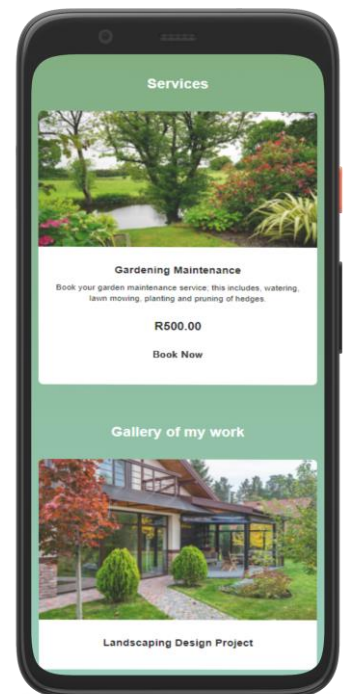 Services
Gardening Maintenance
Book your garden maintenance service; this includes, watering,
lawn mowing, planting and pruning of hedges.
R500.00
Book Now
Gallery of my work
Landscaping Design Project